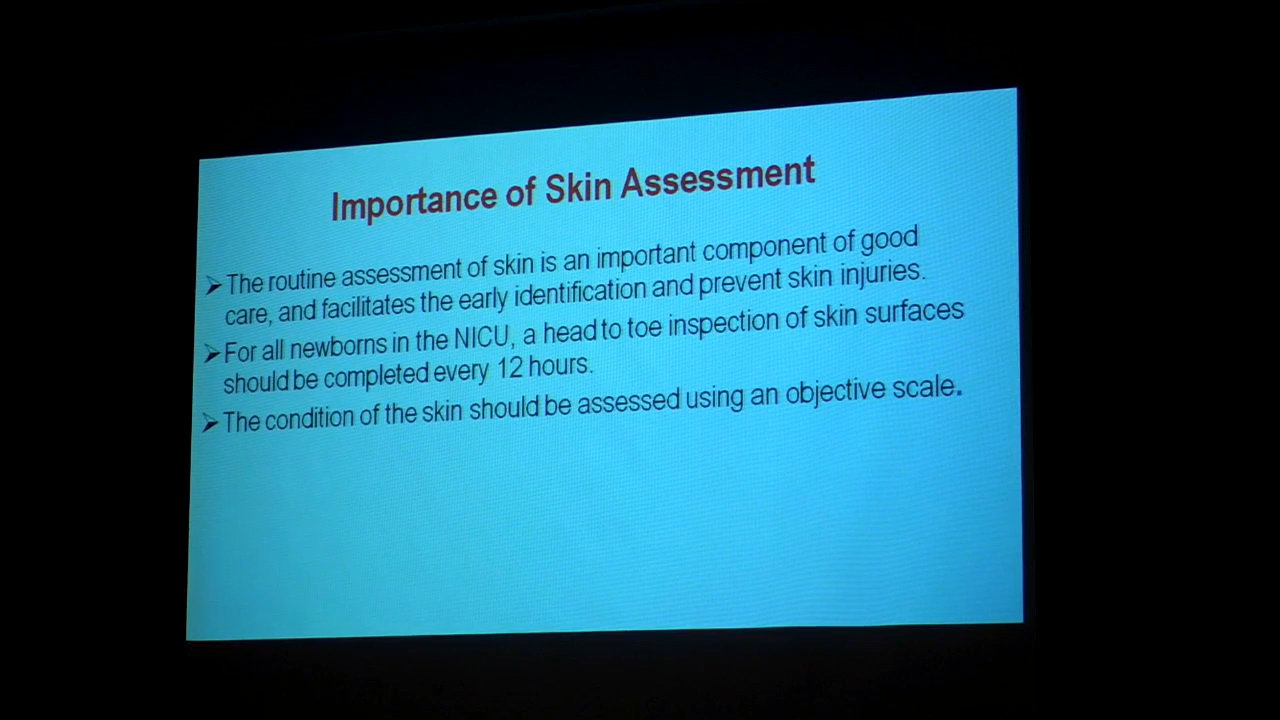 Importance of Skin Assessment
➤The routine assessment of skin is an important component of good
care, and facilitates the early identification and prevent skin injuries.
➤For all newborns in the NICU, a head to toe inspection of skin surfaces
should be completed every 12 hours.
➤The condition of the skin should be assessed using an objective scale.